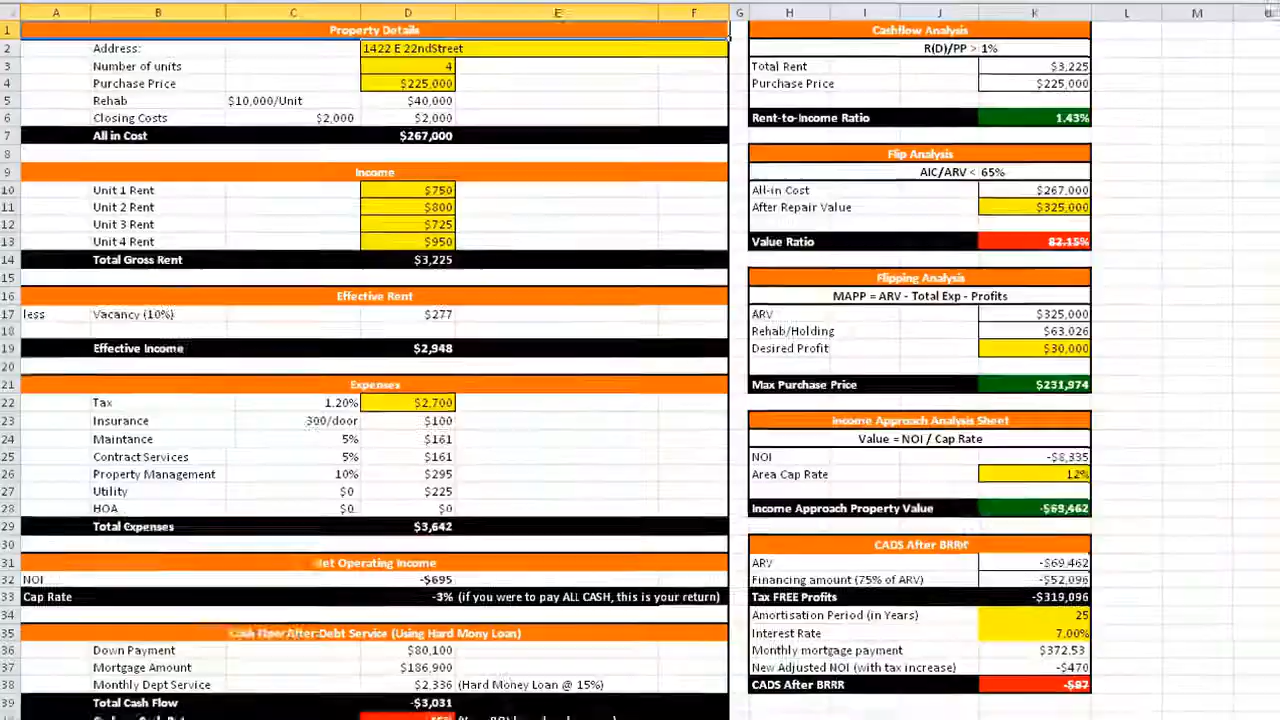 A B C D E F G H I J K L M
1 Property Details Cashflow Analysis
2 Address: 1422 E 22ndStreet R(D)/PP > 1%
3 Number of units 4 Total Rent $3,225
4 Purchase Price $225,000 Purchase Price $225,000
5 Rehab $10,000/Unit $40,000
6 Closing Costs $2,000 $2,000 Rent-to-Income Ratio 1.43%
7 All in Cost $267,000
8 Flip Analysis
9 Income AIC/ARV < 65%
10 Unit 1 Rent $750 All-in Cost $267,000
11 Unit 2 Rent $800 After Repair Value $325,000
12 Unit 3 Rent $725
13 Unit 4 Rent $950 Value Ratio 82.15%
14 Total Gross Rent $3,225
15 Flipping Analysis
16 Effective Rent MAPP = ARV - Total Exp - Profits
17 less Vacancy (10%) $277 ARV $325,000
18 Rehab/Holding $63,026
19 Effective Income $2,948 Desired Profit $30,000
20
21 Expenses Max Purchase Price $231,974
22 Tax 1.20% $2,700
23 Insurance 300/door $100 Income Approach Analysis Sheet
24 Maintance 5% $161 Value = NOI / Cap Rate
25 Contract Services 5% $161 NOI -$8,335
26 Property Management 10% $295 Area Cap Rate 12%
27 Utility $0 $225
28 HOA $0 $0 Income Approach Property Value -$69,462
29 Total Expenses $3,642
30 CADS After BRRR
31 Net Operating Income ARV -$69,462
32 NOI -$695 Financing amount (75% of ARV) -$52,096
33 Cap Rate -3% (if you were to pay ALL CASH, this is your return) Tax FREE Profits -$319,096
34 Amortisation Period (in Years) 25
35 Cash Flow After Debt Service (Using Hard Mony Loan) Interest Rate 7.00%
36 Down Payment $80,100 Monthly mortgage payment $372.53
37 Mortgage Amount $186,900 New Adjusted NOI (with tax increase) -$470
38 Monthly Dept Service $2,336 (Hard Money Loan @ 15%) CADS After BRRR -$87
39 Total Cash Flow -$3,031